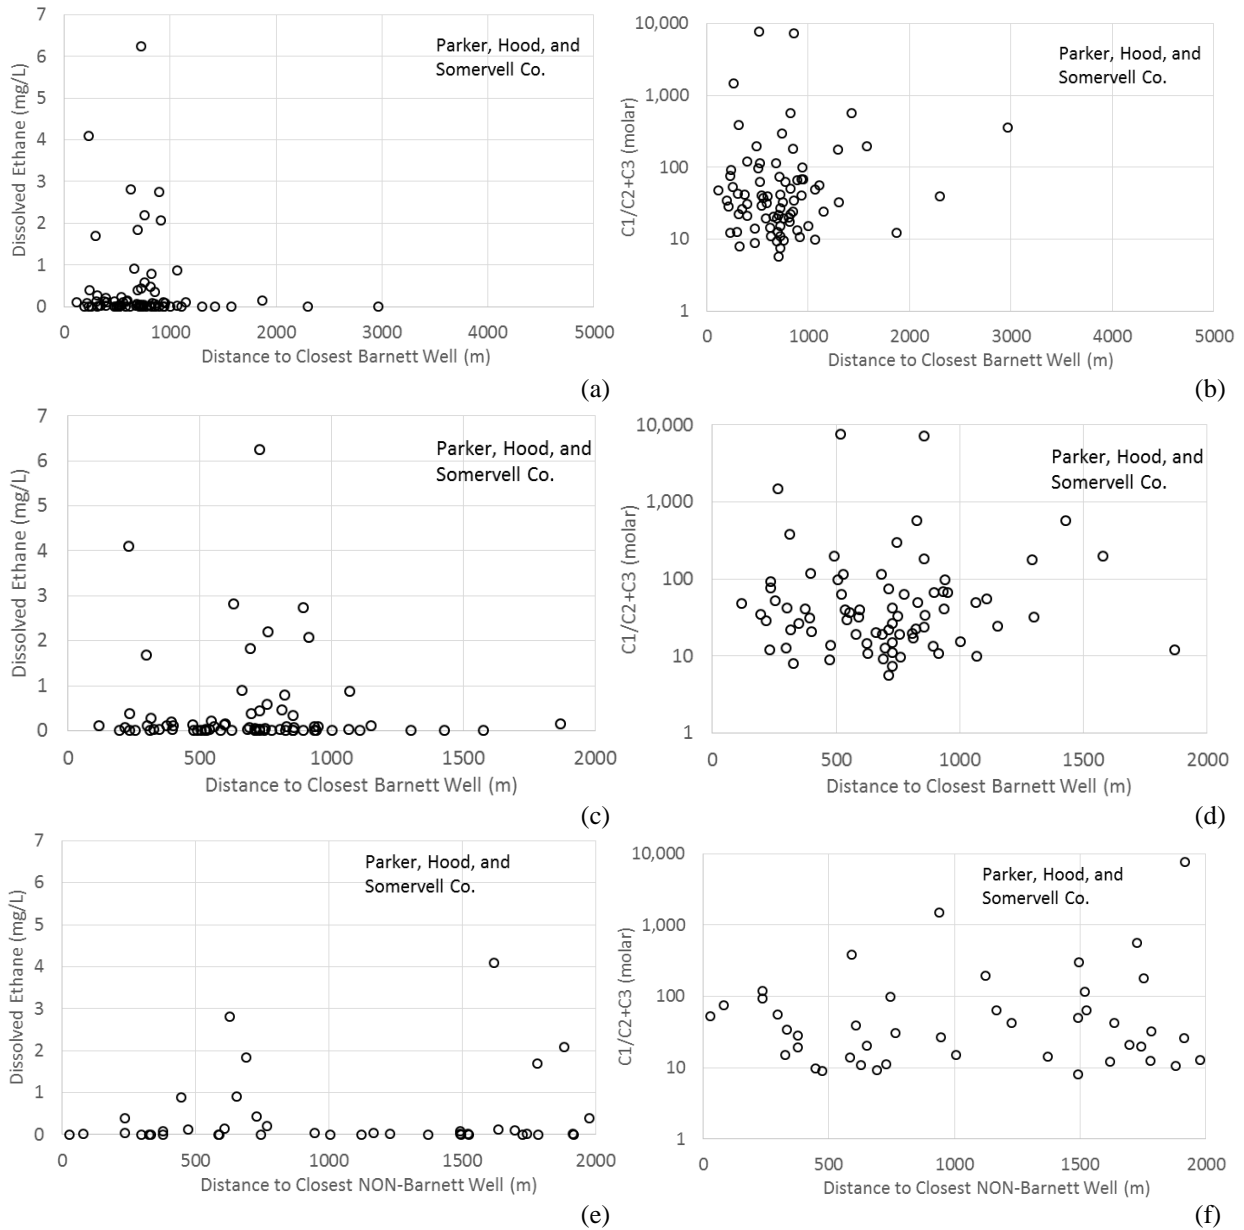 7
6
5
4
3
2
1
0
Dissolved Ethane (mg/L)
Parker, Hood, and
Somervell Co.
0 1000 2000 3000 4000 5000
Distance to Closest Barnett Well (m)
(a)
10,000
1,000
100
10
1
C1/C2+C3 (molar)
Parker, Hood, and
Somervell Co.
0 1000 2000 3000 4000 5000
Distance to Closest Barnett Well (m)
(b)
7
6
5
4
3
2
1
0
Dissolved Ethane (mg/L)
Parker, Hood, and
Somervell Co.
0 500 1000 1500 2000
Distance to Closest Barnett Well (m)
(c)
10,000
1,000
100
10
1
C1/C2+C3 (molar)
Parker, Hood, and
Somervell Co.
0 500 1000 1500 2000
Distance to Closest Barnett Well (m)
(d)
7
6
5
4
3
2
1
0
Dissolved Ethane (mg/L)
Parker, Hood, and
Somervell Co.
0 500 1000 1500 2000
Distance to Closest NON-Barnett Well (m)
(e)
10,000
1,000
100
10
1
C1/C2+C3 (molar)
Parker, Hood, and
Somervell Co.
0 500 1000 1500 2000
Distance to Closest NON-Barnett Well (m)
(f)